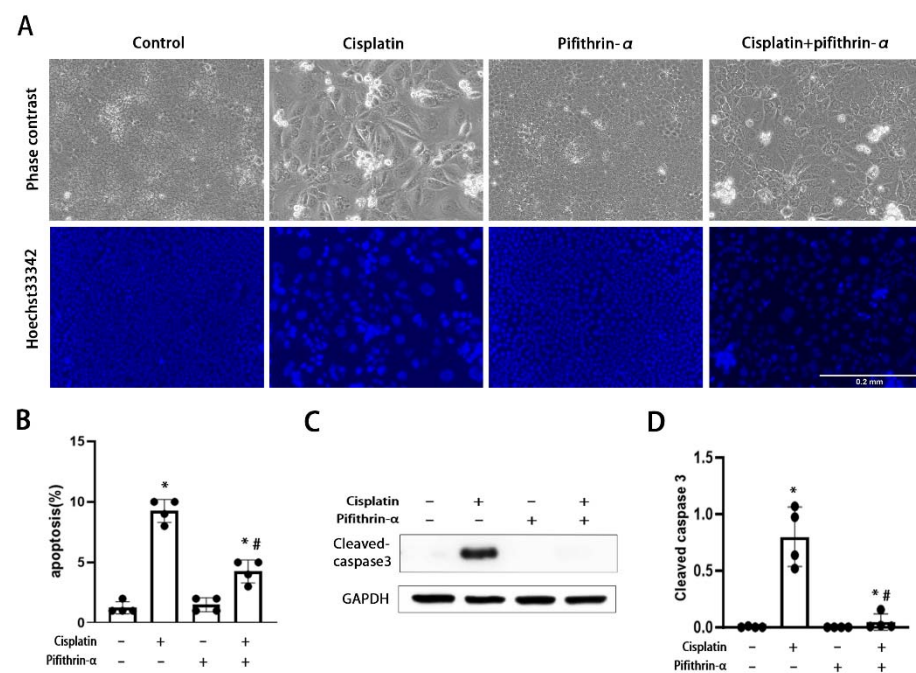 A
Control Cisplatin Pifithrin-α Cisplatin+pifithrin-α
Phase contrast
Hoechst33342
0.2 mm
B
15
10
5
0
apoptosis(%)
*
* #
Cisplatin − + − +
Pifithrin-α − − + +
C
Cisplatin − + − +
Pifithrin-α − − + +
Cleaved-
caspase3
GAPDH
D
1.5
1.0
0.5
0.0
Cleaved caspase 3
*
* #
Cisplatin − + − +
Pifithrin-α − − + +